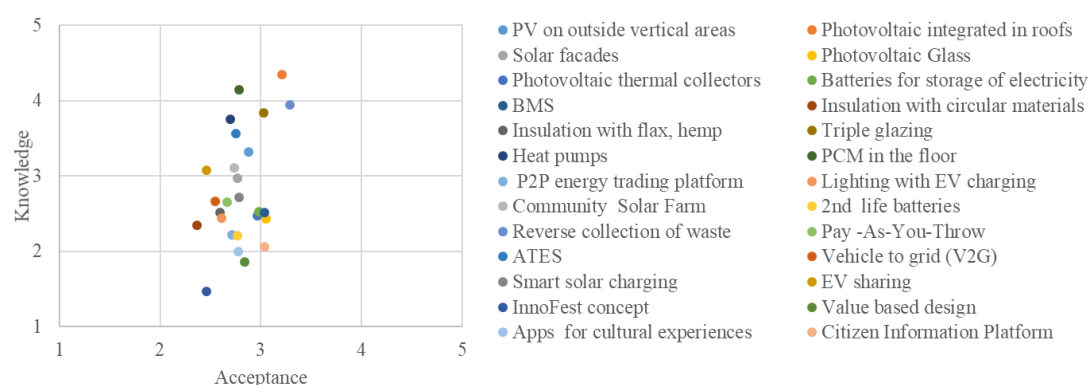 5
4
3
2
1
Knowledge
1 2 3 4 5
Acceptance
PV on outside vertical areas Photovoltaic integrated in roofs
Solar facades Photovoltaic Glass
Photovoltaic thermal collectors Batteries for storage of electricity
BMS Insulation with circular materials
Insulation with flax, hemp Triple glazing
Heat pumps PCM in the floor
P2P energy trading platform Lighting with EV charging
Community Solar Farm 2nd life batteries
Reverse collection of waste Pay -As-You-Throw
ATES Vehicle to grid (V2G)
Smart solar charging EV sharing
InnoFest concept Value based design
Apps for cultural experiences Citizen Information Platform